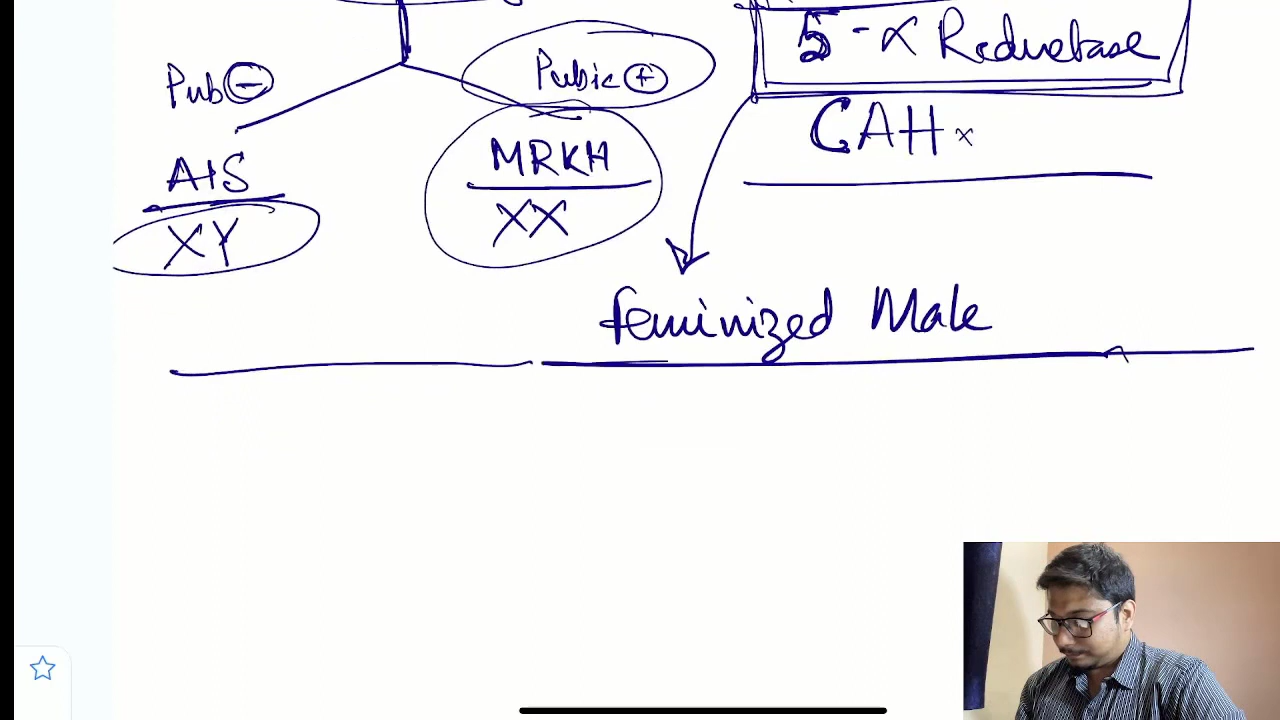 5-α Reductase
Pub ⊖
Pubic ⊕
CAH ×
AIS
MRKH
XY
XX
feminized Male